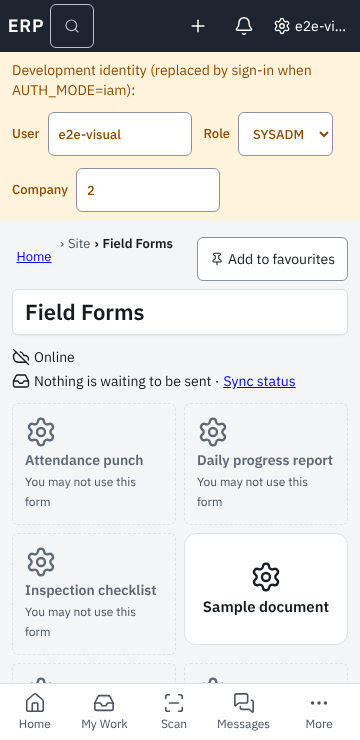 ERP
e2e-vi...
Development identity (replaced by sign-in when
AUTH_MODE=iam):
User e2e-visual Role SYSADM
Company 2
Home › Site › Field Forms
Add to favourites
Field Forms
Online
Nothing is waiting to be sent · Sync status
Attendance punch
You may not use this
form
Daily progress report
You may not use this
form
Inspection checklist
You may not use this
form
Sample document
Home My Work Scan Messages More